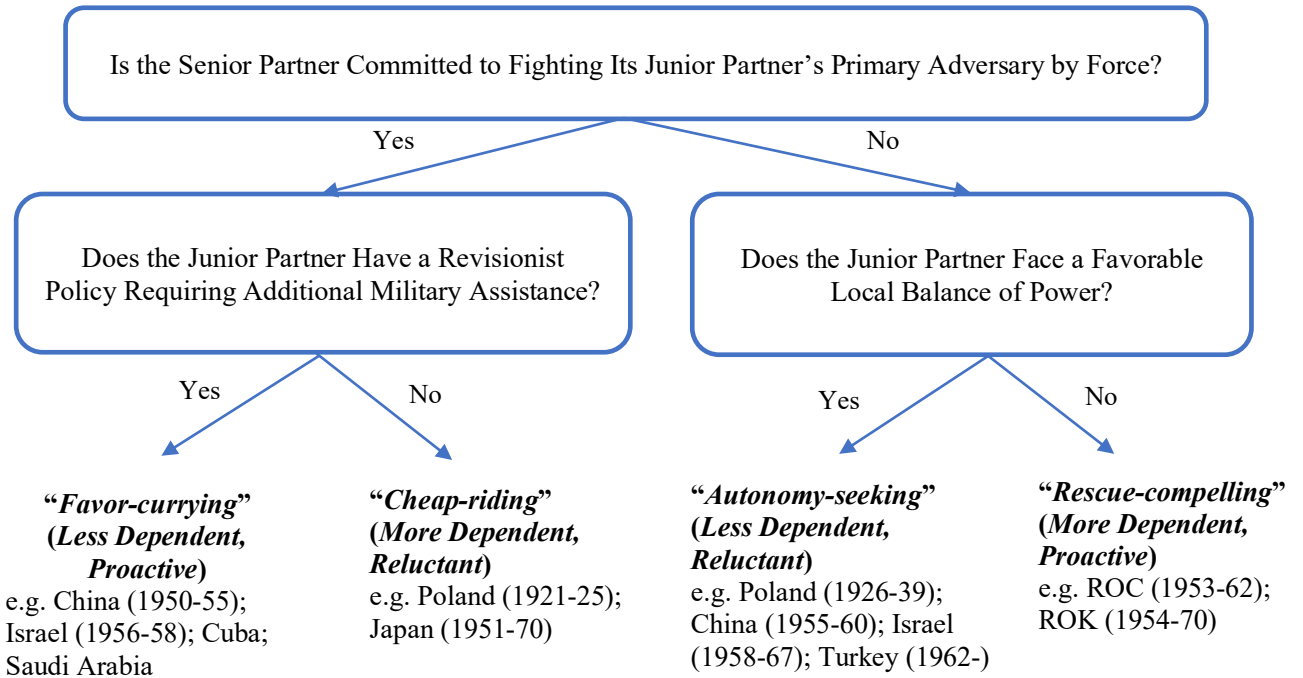 Is the Senior Partner Committed to Fighting Its Junior Partner’s Primary Adversary by Force?
Yes
No
Does the Junior Partner Have a Revisionist
Policy Requiring Additional Military Assistance?
Does the Junior Partner Face a Favorable
Local Balance of Power?
Yes
No
Yes
No
“Favor-currying”
(Less Dependent,
Proactive)
e.g. China (1950-55);
Israel (1956-58); Cuba;
Saudi Arabia
“Cheap-riding”
(More Dependent,
Reluctant)
e.g. Poland (1921-25);
Japan (1951-70)
“Autonomy-seeking”
(Less Dependent,
Reluctant)
e.g. Poland (1926-39);
China (1955-60); Israel
(1958-67); Turkey (1962-)
“Rescue-compelling”
(More Dependent,
Proactive)
e.g. ROC (1953-62);
ROK (1954-70)